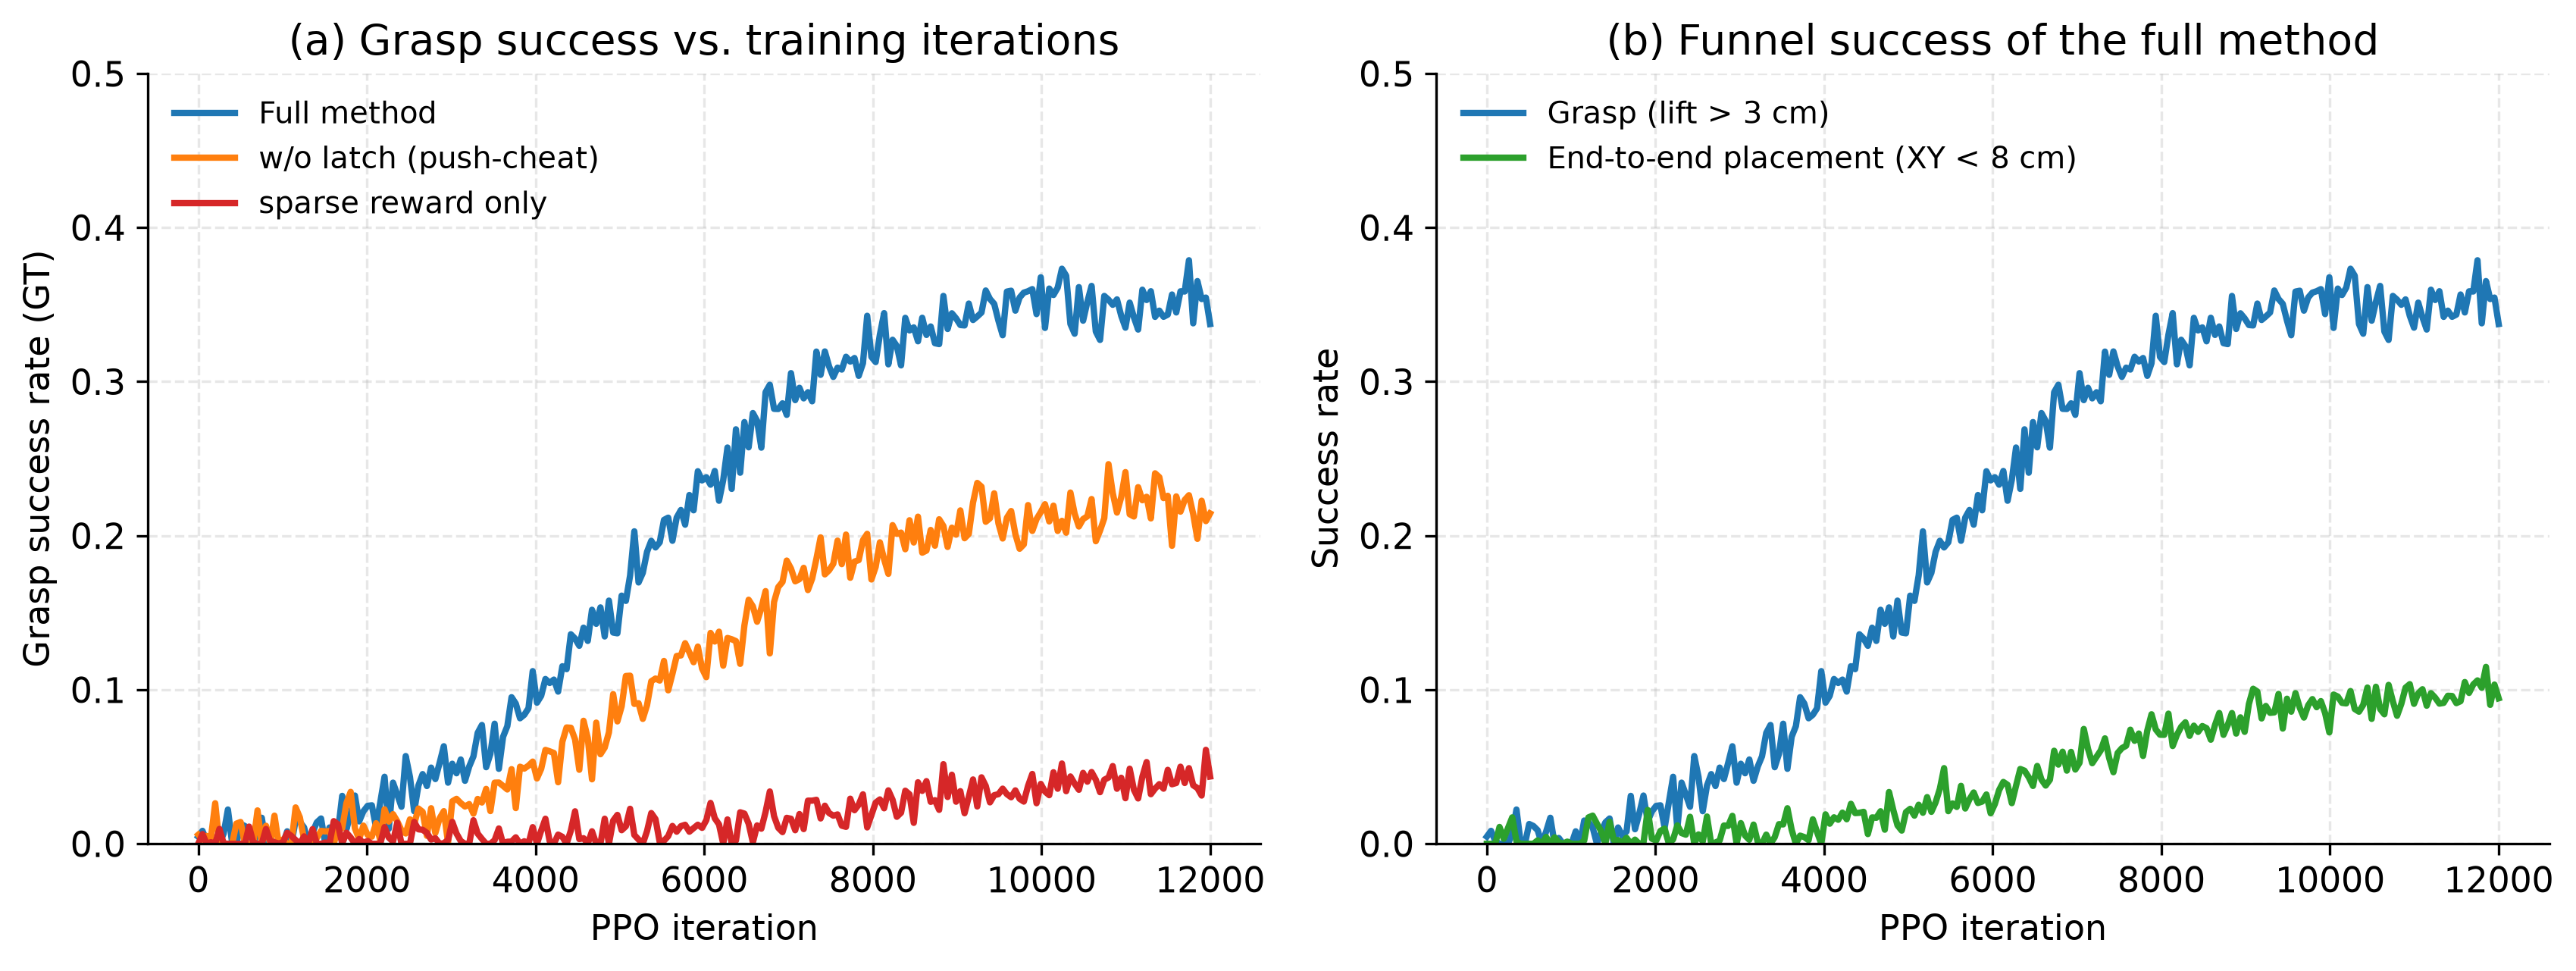 (a) Grasp success vs. training iterations
Grasp success rate (GT)
0.5
0.4
0.3
0.2
0.1
0.0
Full method
w/o latch (push-cheat)
sparse reward only
0 2000 4000 6000 8000 10000 12000
PPO iteration
(b) Funnel success of the full method
Success rate
0.5
0.4
0.3
0.2
0.1
0.0
Grasp (lift > 3 cm)
End-to-end placement (XY < 8 cm)
0 2000 4000 6000 8000 10000 12000
PPO iteration